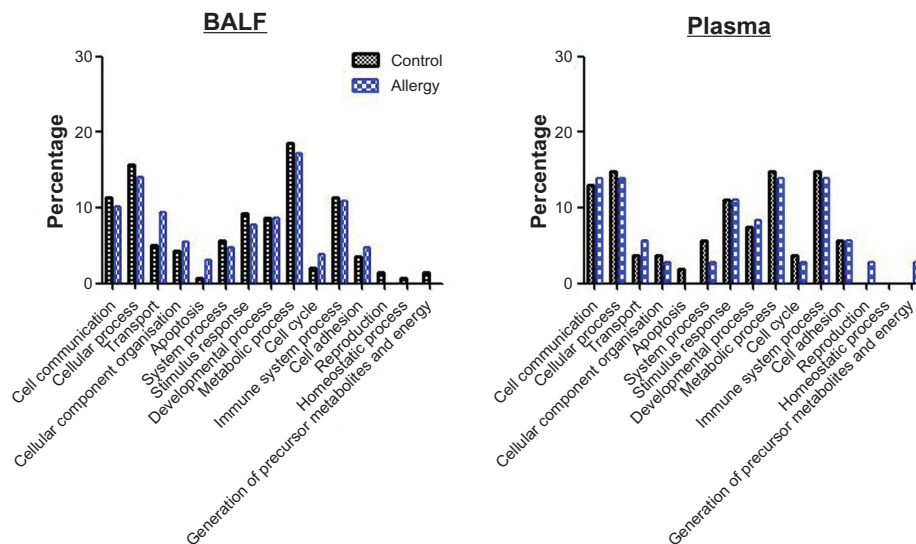 BALF
30
20
10
0
Percentage
Control
Allergy
Cell communication
Cellular process
Transport
Cellular component organisation
Apoptosis
System process
Stimulus response
Developmental process
Metabolic process
Cell cycle
Immune system process
Cell adhesion
Reproduction
Homeostatic process
Generation of precursor metabolites and energy
Plasma
30
20
10
0
Percentage
Cell communication
Cellular process
Transport
Cellular component organisation
Apoptosis
System process
Stimulus response
Developmental process
Metabolic process
Cell cycle
Immune system process
Cell adhesion
Reproduction
Homeostatic process
Generation of precursor metabolites and energy